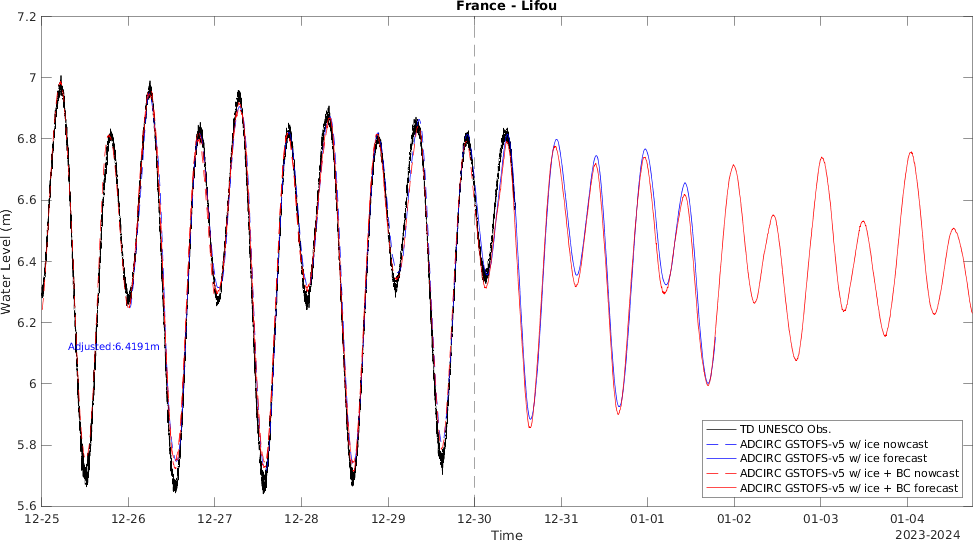 France - Lifou
7.2
7
6.8
6.6
6.4
6.2
6
5.8
5.6
Water Level (m)
Adjusted:6.4191m
TD UNESCO Obs.
ADCIRC GSTOFS-v5 w/ ice nowcast
ADCIRC GSTOFS-v5 w/ ice forecast
ADCIRC GSTOFS-v5 w/ ice + BC nowcast
ADCIRC GSTOFS-v5 w/ ice + BC forecast
12-25 12-26 12-27 12-28 12-29 12-30 12-31 01-01 01-02 01-03 01-04
Time
2023-2024